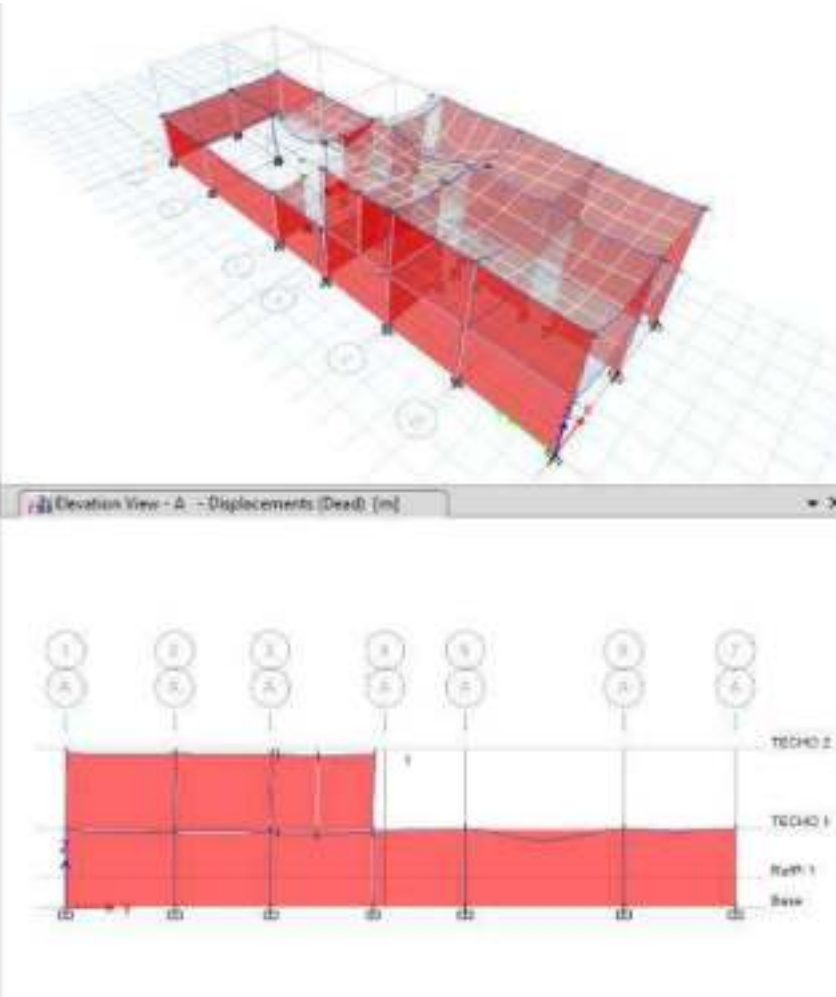 Elevation View - A - Displacements (Dead) [m]
1 2 3 4 5 6 7
A A A A A A A
TECHO 2
TECHO 1
Base